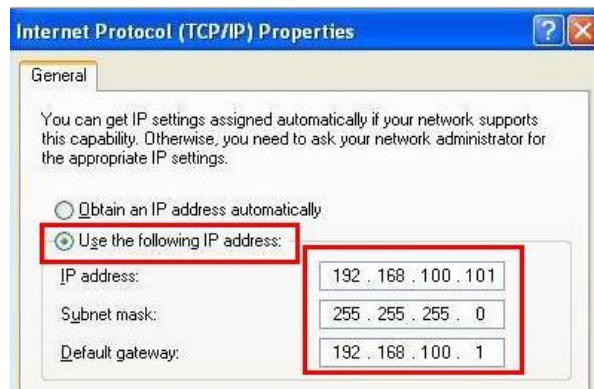 Internet Protocol (TCP/IP) Properties
General
You can get IP settings assigned automatically if your network supports
this capability. Otherwise, you need to ask your network administrator for
the appropriate IP settings.
Obtain an IP address automatically
Use the following IP address:
IP address: 192 . 168 . 100 . 101
Subnet mask: 255 . 255 . 255 . 0
Default gateway: 192 . 168 . 100 . 1